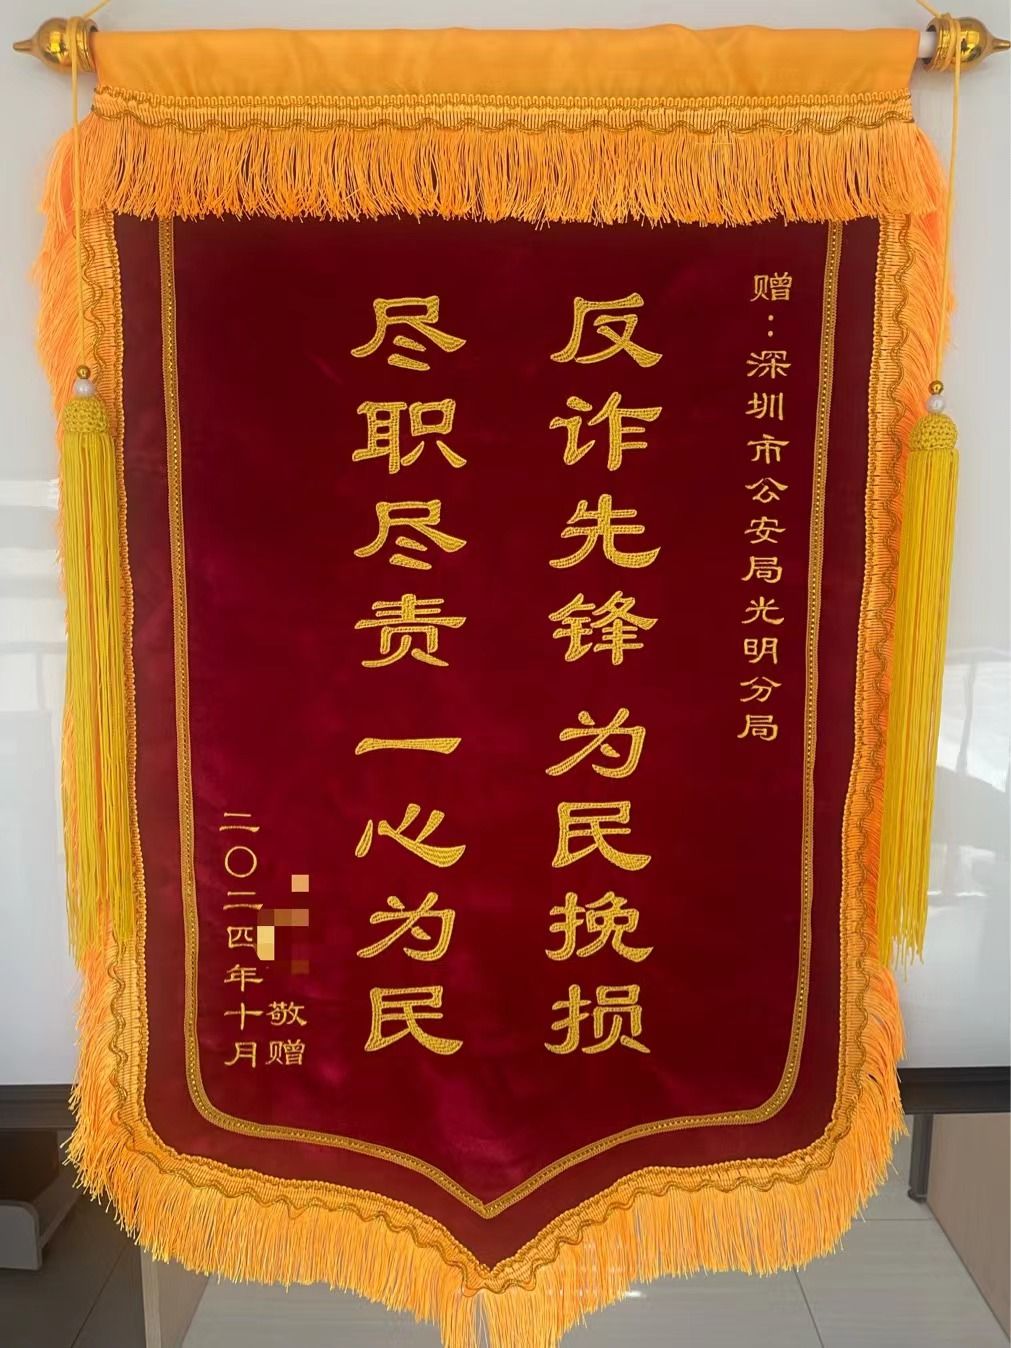 赠：深圳市公安局光明分局
反诈先锋 为民挽损
尽职尽责 一心为民
敬赠
二〇二四年十月